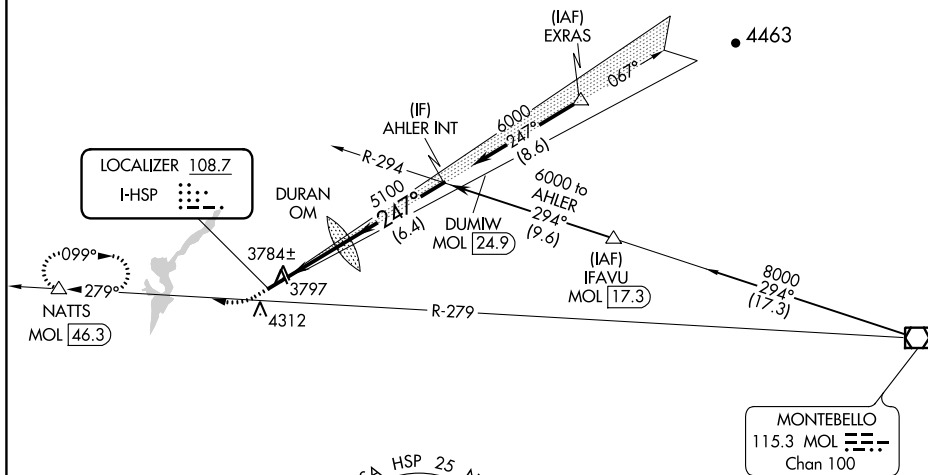 (IAF)
EXRAS
4463
067°
6000
247°
(8.6)
(IF)
AHLER INT
R-294
LOCALIZER 108.7
I-HSP
DURAN
OM
5100
247°
(6.4)
DUMIW
MOL 24.9
6000 to
AHLER
294°
(9.6)
(IAF)
IFAVU
MOL 17.3
8000
294°
(17.3)
3784±
3797
4312
099°
279°
NATTS
MOL 46.3
R-279
MONTEBELLO
115.3 MOL
Chan 100
HSP 25